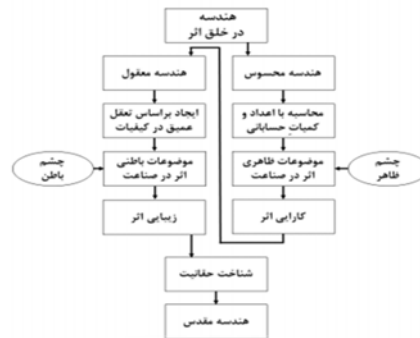 هندسه
در خلق اثر
هندسه محسوس
هندسه معقول
محاسبه با اعداد و
کمیات حسابانی
ایجاد براساس تعقل
عمیق در کیفیات
چشم
ظاهر
موضوعات ظاهری
اثر در صناعت
موضوعات باطنی
اثر در صناعت
چشم
باطن
کارایی اثر
زیبایی اثر
شناخت حقانیت
هندسه مقدس